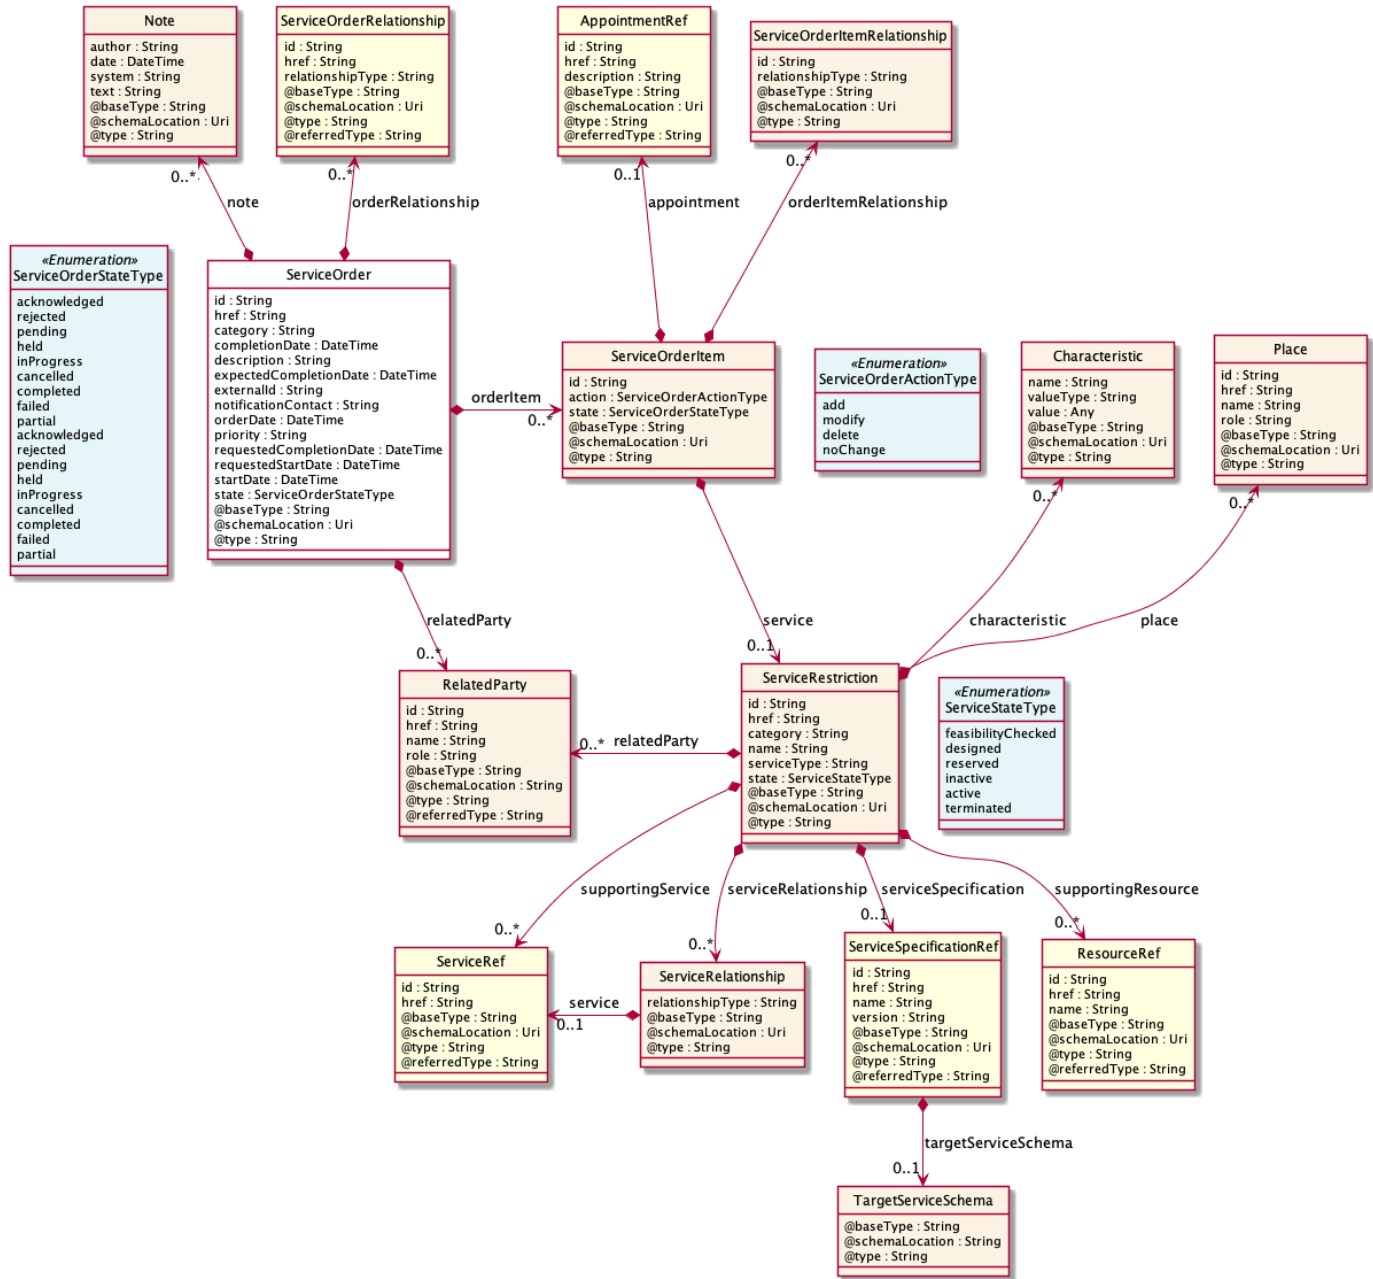 Note
author : String
date : DateTime
system : String
text : String
@baseType : String
@schemaLocation : Uri
@type : String
ServiceOrderRelationship
id : String
href : String
relationshipType : String
@baseType : String
@schemaLocation : Uri
@type : String
@referredType : String
AppointmentRef
id : String
href : String
description : String
@baseType : String
@schemaLocation : Uri
@type : String
@referredType : String
ServiceOrderItemRelationship
id : String
relationshipType : String
@baseType : String
@schemaLocation : Uri
@type : String
0..*
note
0..*
orderRelationship
0..1
appointment
0..*
orderItemRelationship
«Enumeration»
ServiceOrderStateType
acknowledged
rejected
pending
held
inProgress
cancelled
completed
failed
partial
acknowledged
rejected
pending
held
inProgress
cancelled
completed
failed
partial
ServiceOrder
id : String
href : String
category : String
completionDate : DateTime
description : String
expectedCompletionDate : DateTime
externalId : String
notificationContact : String
orderDate : DateTime
priority : String
requestedCompletionDate : DateTime
requestedStartDate : DateTime
startDate : DateTime
state : ServiceOrderStateType
@baseType : String
@schemaLocation : Uri
@type : String
orderItem
0..*
ServiceOrderItem
id : String
action : ServiceOrderActionType
state : ServiceOrderStateType
@baseType : String
@schemaLocation : Uri
@type : String
«Enumeration»
ServiceOrderActionType
add
modify
delete
noChange
Characteristic
name : String
valueType : String
value : Any
@baseType : String
@schemaLocation : Uri
@type : String
Place
id : String
href : String
name : String
role : String
@baseType : String
@schemaLocation : Uri
@type : String
0..*
0..*
relatedParty
0..*
service
0..1
characteristic
place
RelatedParty
id : String
href : String
name : String
role : String
@baseType : String
@schemaLocation : String
@type : String
@referredType : String
0..*
relatedParty
ServiceRestriction
id : String
href : String
category : String
name : String
serviceType : String
state : ServiceStateType
@baseType : String
@schemaLocation : Uri
@type : String
«Enumeration»
ServiceStateType
feasibilityChecked
designed
reserved
inactive
active
terminated
supportingService
0..*
serviceRelationship
0..*
serviceSpecification
0..1
supportingResource
0..*
ServiceRef
id : String
href : String
@baseType : String
@schemaLocation : Uri
@type : String
@referredType : String
service
0..1
ServiceRelationship
relationshipType : String
@baseType : String
@schemaLocation : Uri
@type : String
ServiceSpecificationRef
id : String
href : String
name : String
version : String
@baseType : String
@schemaLocation : Uri
@type : String
@referredType : String
ResourceRef
id : String
href : String
name : String
@baseType : String
@schemaLocation : Uri
@type : String
@referredType : String
targetServiceSchema
0..1
TargetServiceSchema
@baseType : String
@schemaLocation : String
@type : String